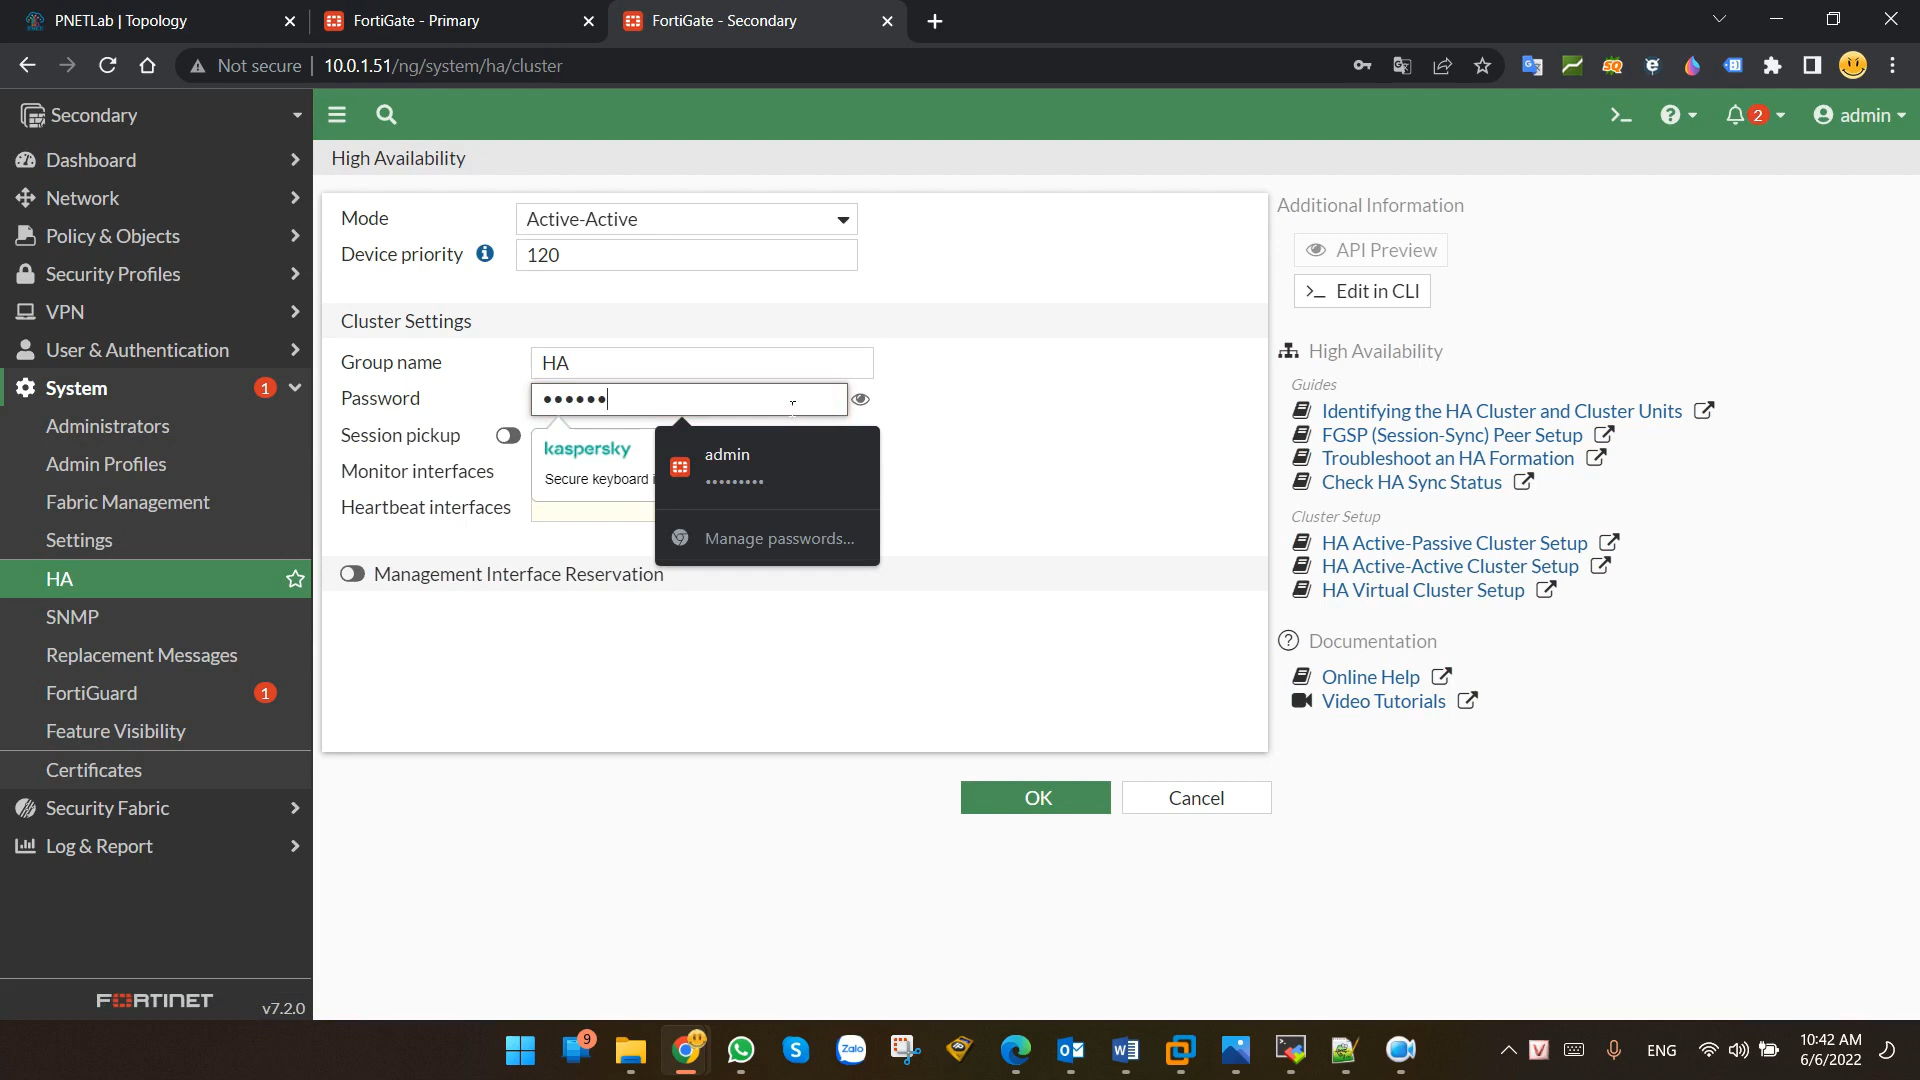 PNETLab | Topology
FortiGate - Primary
FortiGate - Secondary
Not secure
10.0.1.51/ng/system/ha/cluster
Secondary
2
admin
Dashboard
Network
Policy & Objects
Security Profiles
VPN
User & Authentication
System
1
Administrators
Admin Profiles
Fabric Management
Settings
HA
SNMP
Replacement Messages
FortiGuard
1
Feature Visibility
Certificates
Security Fabric
Log & Report
FORTINET
v7.2.0
High Availability
Mode
Active-Active
Device priority
120
Cluster Settings
Group name
HA
Password
••••••
Session pickup
Monitor interfaces
Heartbeat interfaces
kaspersky
Secure keyboard i
admin
•••••••••
Manage passwords...
Management Interface Reservation
OK
Cancel
Additional Information
API Preview
>_ Edit in CLI
High Availability
Guides
Identifying the HA Cluster and Cluster Units
FGSP (Session-Sync) Peer Setup
Troubleshoot an HA Formation
Check HA Sync Status
Cluster Setup
HA Active-Passive Cluster Setup
HA Active-Active Cluster Setup
HA Virtual Cluster Setup
Documentation
Online Help
Video Tutorials
9
Zalo
ENG
10:42 AM
6/6/2022